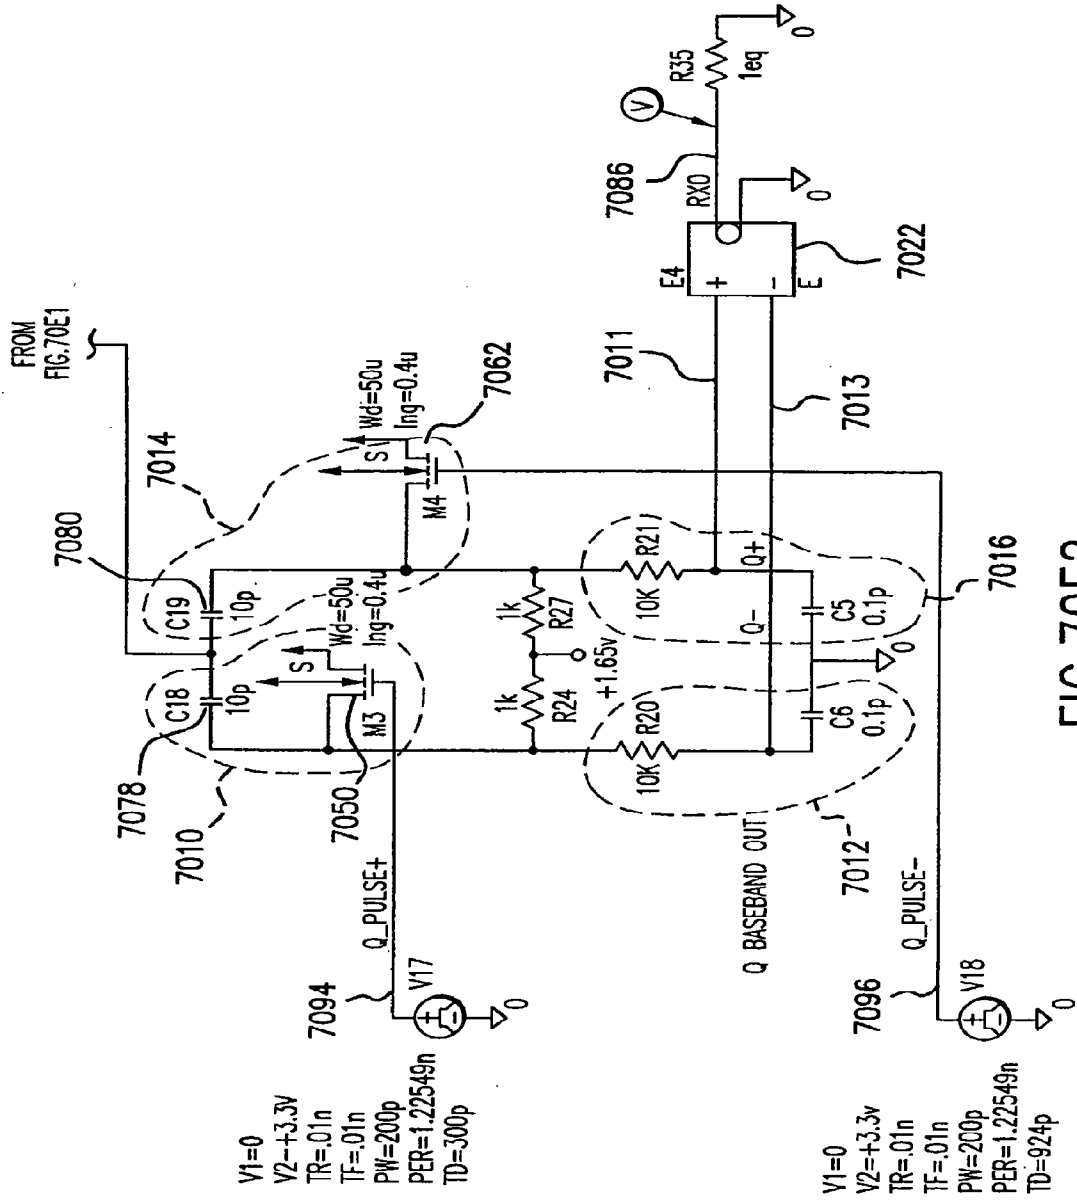 FROM
FIG.70E1
7014
7080
C19
10p
7078
C18
10p
7010
S
Wd=50u
lng=0.4u
M3
7050
S
Wd=50u
lng=0.4u
7062
M4
1k
R27
1k
R24
+1.65v
R21
10K
R20
10K
Q+
Q-
C5
0.1p
C6
0.1p
0
7016
7012
Q BASEBAND OUT
7011
7013
E4
+
-
E
7022
RXO
7086
V
R35
1eq
0
0
Q_PULSE+
7094
V17
+
-
0
V1=0
V2-+3.3V
TR=.01n
TF=.01n
PW=200p
PER=1.22549n
TD=300p
Q_PULSE-
7096
V18
+
-
0
V1=0
V2=+3.3v
TR=.01n
TF=.01n
PW=200p
PER=1.22549n
TD=924p